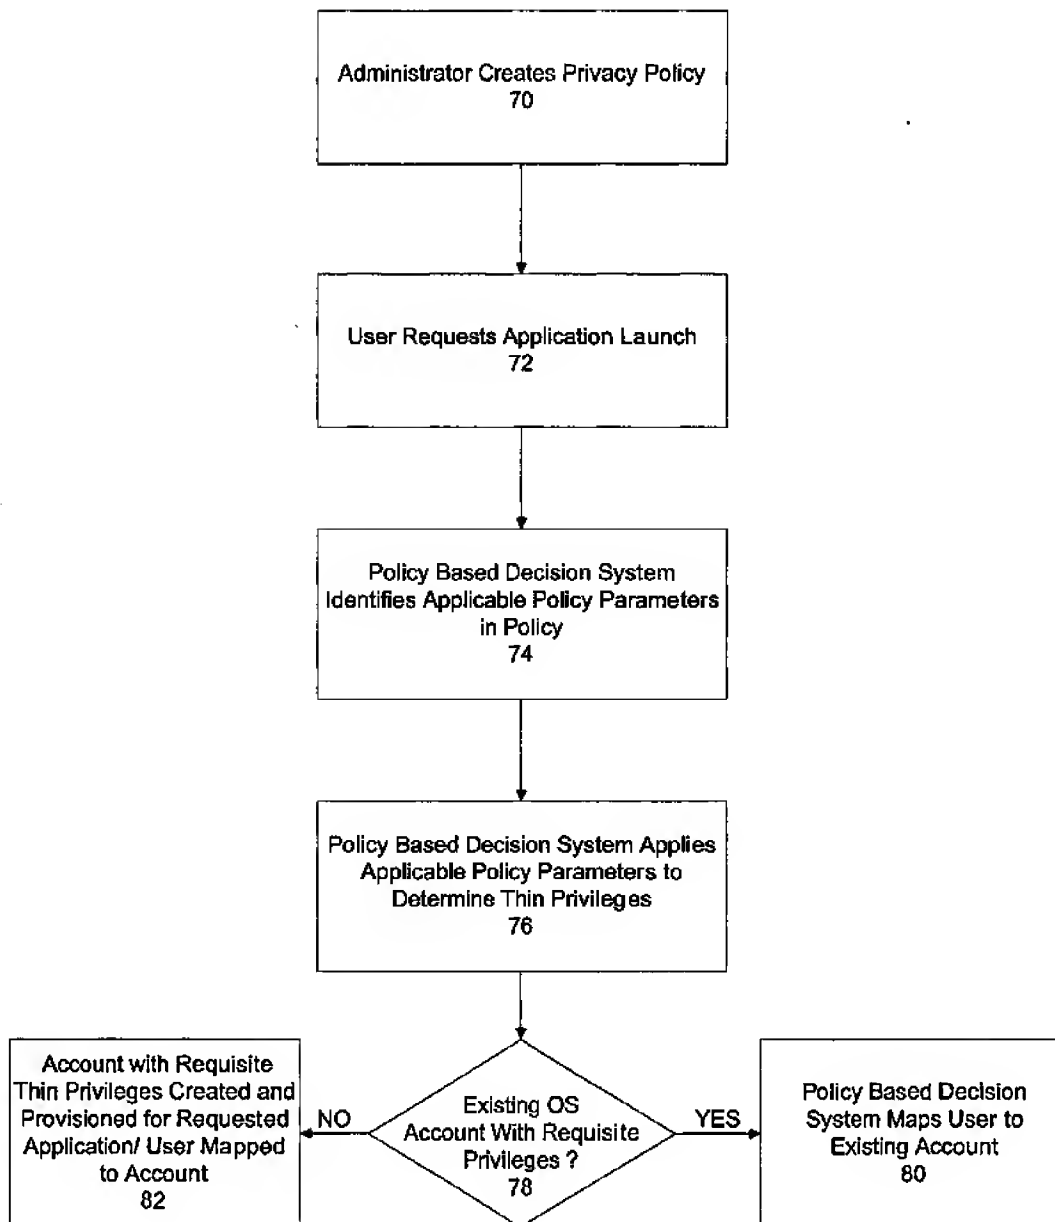 Administrator Creates Privacy Policy
70
User Requests Application Launch
72
Policy Based Decision System
Identifies Applicable Policy Parameters
in Policy
74
Policy Based Decision System Applies
Applicable Policy Parameters to
Determine Thin Privileges
76
Account with Requisite
Thin Privileges Created and
Provisioned for Requested
Application/ User Mapped
to Account
82
NO
Existing OS
Account With Requisite
Privileges ?
78
YES
Policy Based Decision
System Maps User to
Existing Account
80